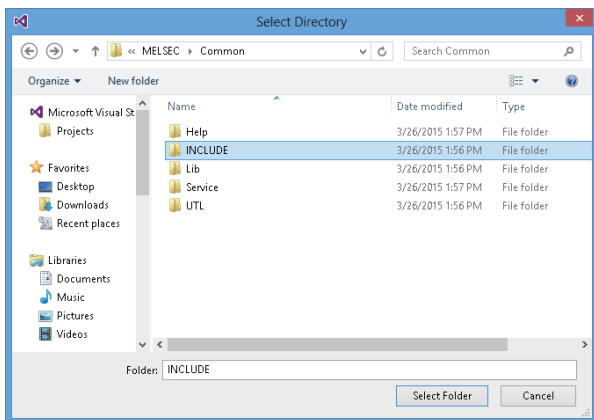 Select Directory
« MELSEC Common
Search Common
Organize New folder
Microsoft Visual St
Projects
Favorites
Desktop
Downloads
Recent places
Libraries
Documents
Music
Pictures
Videos
Name Date modified Type
Help 3/26/2015 1:57 PM File folder
INCLUDE 3/26/2015 1:56 PM File folder
Lib 3/26/2015 1:56 PM File folder
Service 3/26/2015 1:57 PM File folder
UTL 3/26/2015 1:56 PM File folder
Folder: INCLUDE
Select Folder Cancel